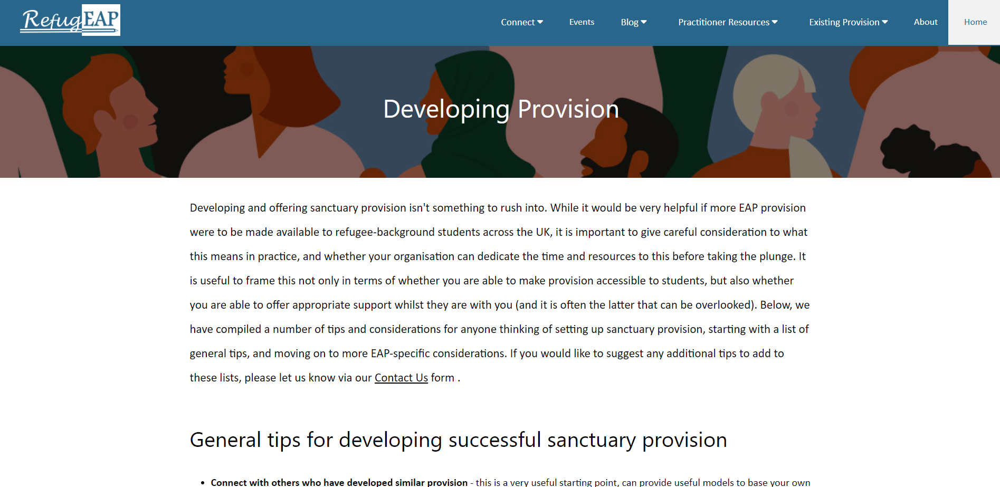 RefugEAP
Connect Events Blog Practitioner Resources Existing Provision About Home
Developing Provision
Developing and offering sanctuary provision isn't something to rush into. While it would be very helpful if more EAP provision
were to be made available to refugee-background students across the UK, it is important to give careful consideration to what
this means in practice, and whether your organisation can dedicate the time and resources to this before taking the plunge. It
is useful to frame this not only in terms of whether you are able to make provision accessible to students, but also whether
you are able to offer appropriate support whilst they are with you (and it is often the latter that can be overlooked). Below, we
have compiled a number of tips and considerations for anyone thinking of setting up sanctuary provision, starting with a list of
general tips, and moving on to more EAP-specific considerations. If you would like to suggest any additional tips to add to
these lists, please let us know via our Contact Us form .
General tips for developing successful sanctuary provision
• Connect with others who have developed similar provision - this is a very useful starting point, can provide useful models to base your own